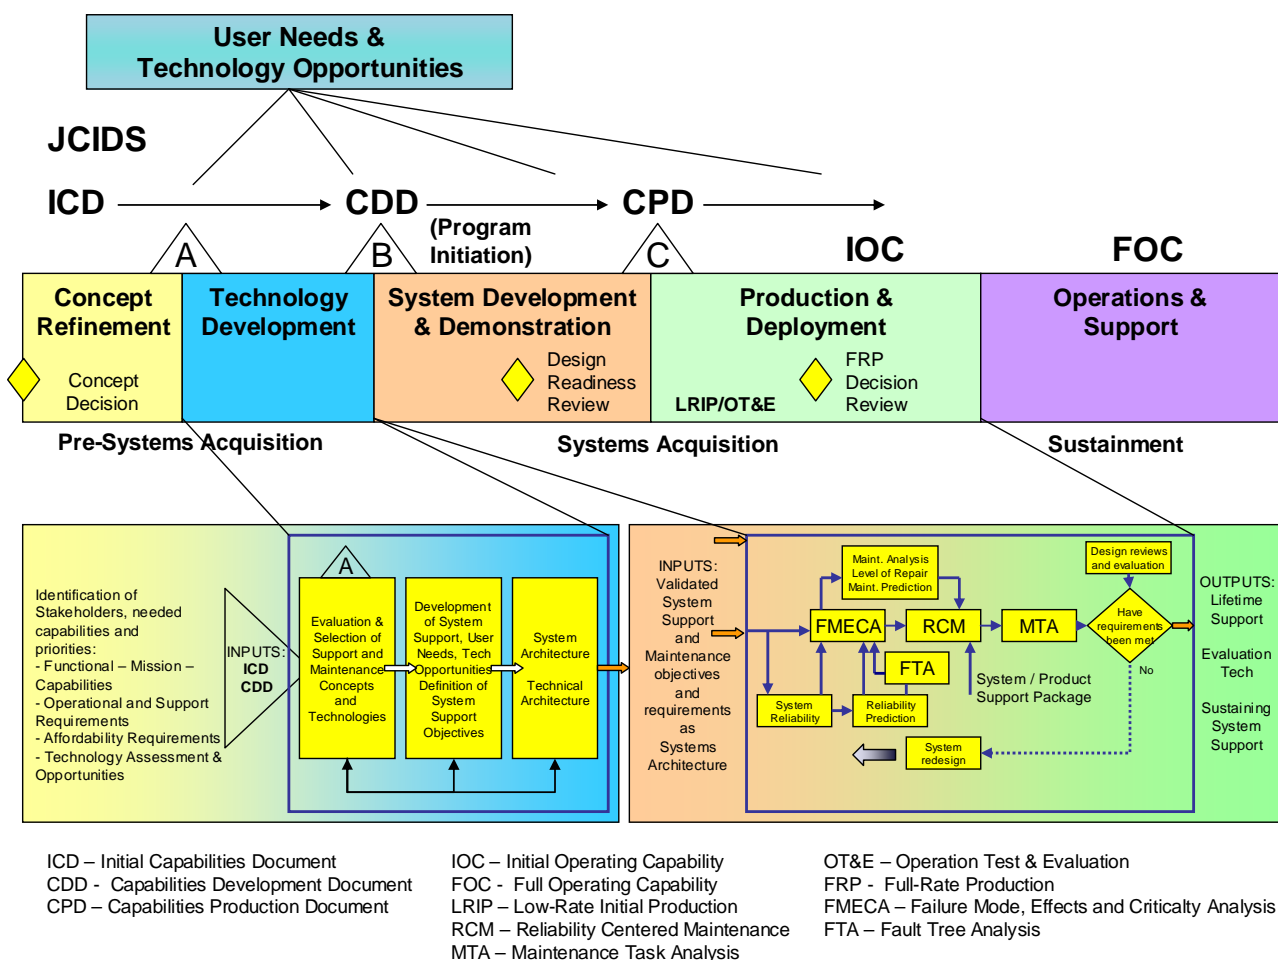 User Needs &
Technology Opportunities
JCIDS
ICD
CDD
CPD
(Program
Initiation)
A
B
C
IOC
FOC
Concept
Refinement
Technology
Development
System Development
& Demonstration
Production &
Deployment
Operations &
Support
Concept
Decision
Design
Readiness
Review
LRIP/OT&E
FRP
Decision
Review
Pre-Systems Acquisition
Systems Acquisition
Sustainment
Identification of
Stakeholders, needed
capabilities and
priorities:
- Functional – Mission –
Capabilities
- Operational and Support
Requirements
- Affordability Requirements
- Technology Assessment &
Opportunities
INPUTS:
ICD
CDD
A
Evaluation &
Selection of
Support and
Maintenance
Concepts
and
Technologies
Development
of System
Support, User
Needs, Tech
Opportunities
Definition of
System
Support
Objectives
System
Architecture
Technical
Architecture
INPUTS:
Validated
System
Support
and
Maintenance
objectives
and
requirements
as
Systems
Architecture
Maint. Analysis
Level of Repair
Maint. Prediction
FMECA
RCM
MTA
FTA
System
Reliability
Reliability
Prediction
System / Product
Support Package
System
redesign
Design reviews
and evaluation
Have
requirements
been met
No
OUTPUTS:
Lifetime
Support
Evaluation
Tech
Sustaining
System
Support
ICD – Initial Capabilities Document
CDD - Capabilities Development Document
CPD – Capabilities Production Document
IOC – Initial Operating Capability
FOC - Full Operating Capability
LRIP – Low-Rate Initial Production
RCM – Reliability Centered Maintenance
MTA – Maintenance Task Analysis
OT&E – Operation Test & Evaluation
FRP - Full-Rate Production
FMECA – Failure Mode, Effects and Criticalty Analysis
FTA – Fault Tree Analysis